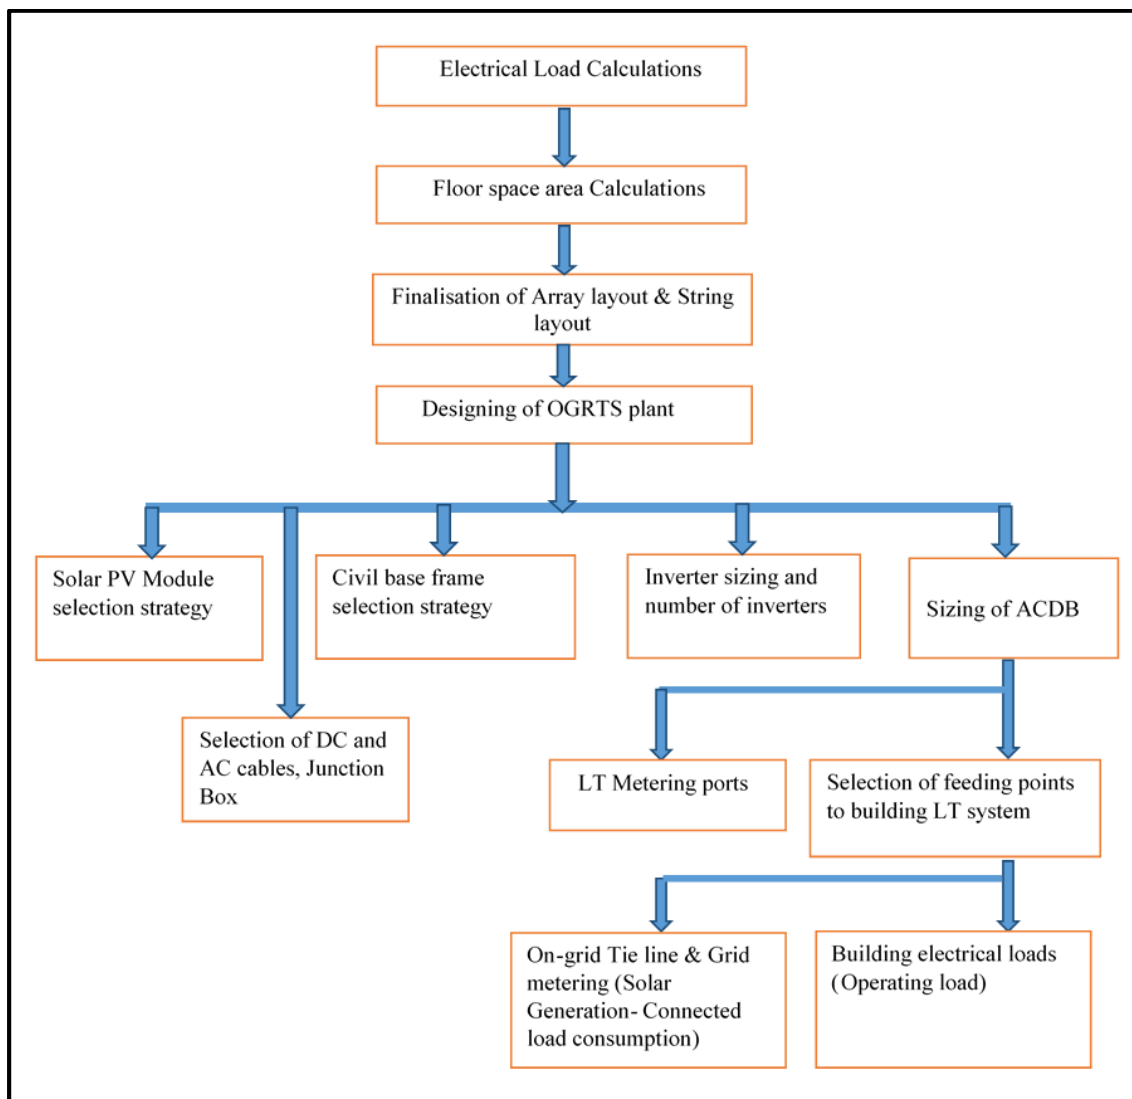 Electrical Load Calculations
Floor space area Calculations
Finalisation of Array layout & String
layout
Designing of OGRTS plant
Solar PV Module
selection strategy
Civil base frame
selection strategy
Inverter sizing and
number of inverters
Sizing of ACDB
Selection of DC and
AC cables, Junction
Box
LT Metering ports
Selection of feeding points
to building LT system
On-grid Tie line & Grid
metering (Solar
Generation- Connected
load consumption)
Building electrical loads
(Operating load)